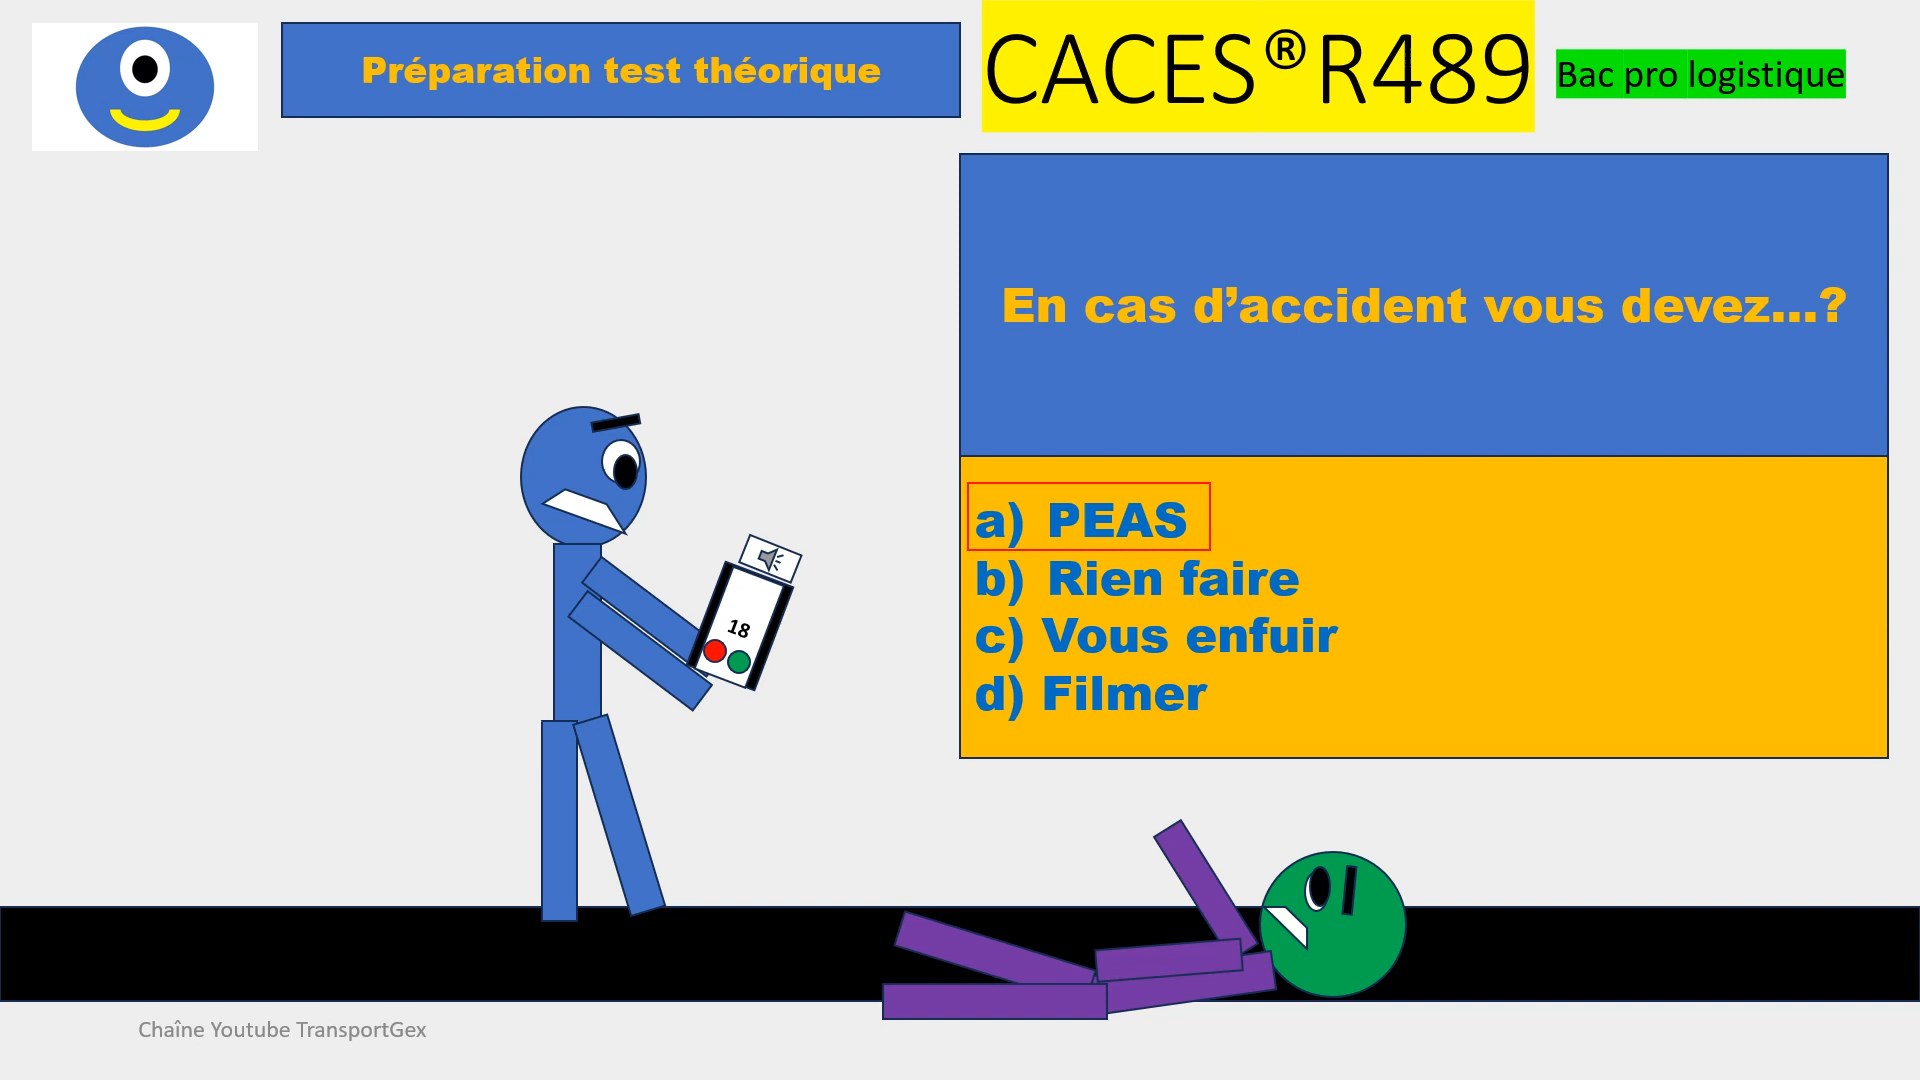 Préparation test théorique
CACES®R489
Bac pro logistique
En cas d’accident vous devez…?
a) PEAS
b) Rien faire
c) Vous enfuir
d) Filmer
18
Chaîne Youtube TransportGex